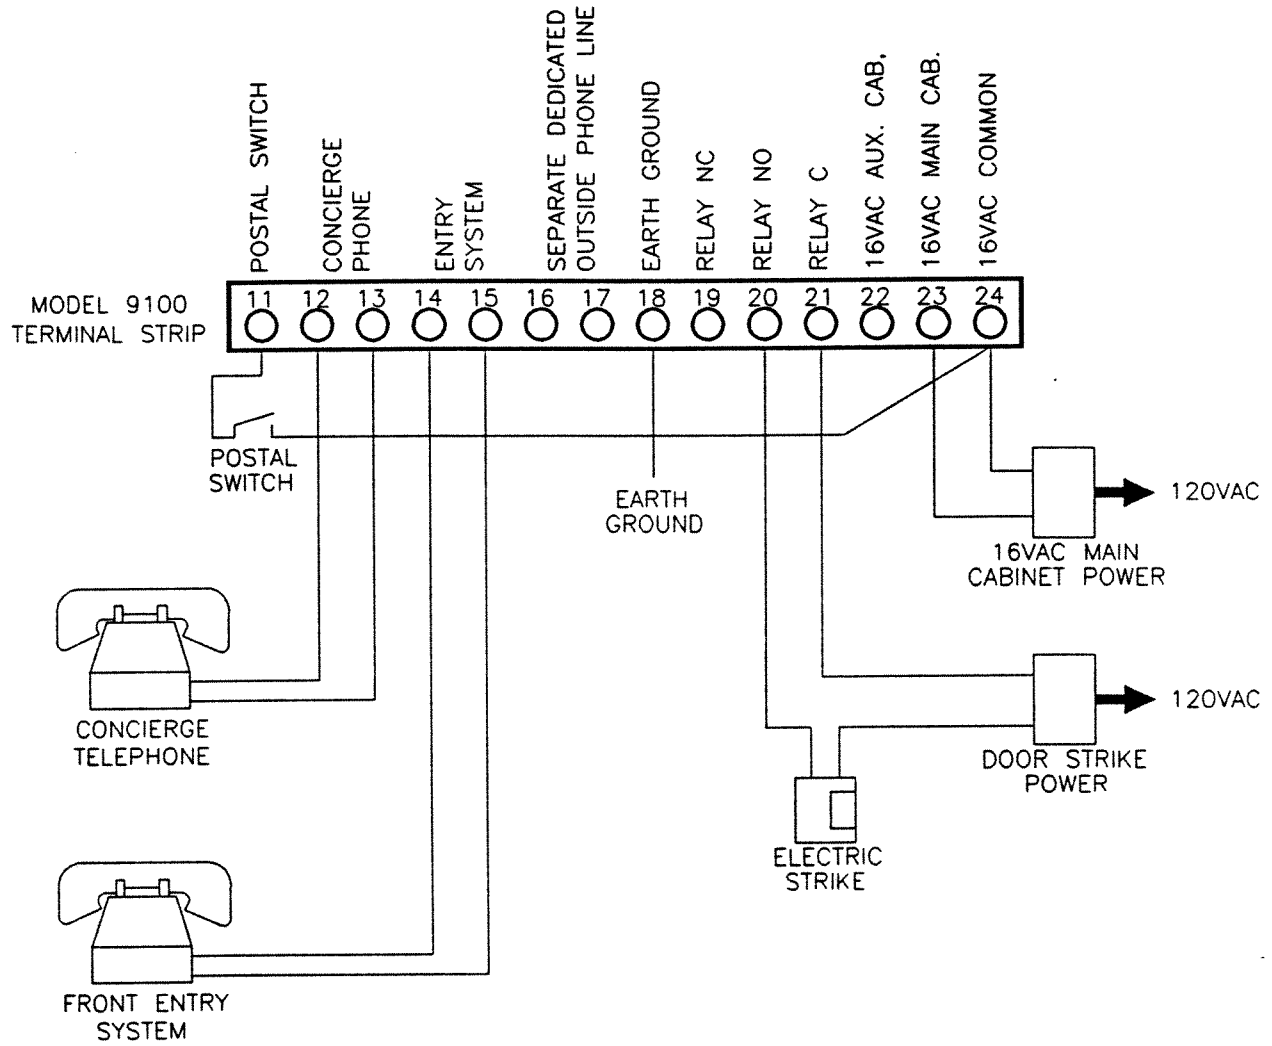 POSTAL SWITCH
CONCIERGE
PHONE
ENTRY
SYSTEM
SEPARATE DEDICATED
OUTSIDE PHONE LINE
EARTH GROUND
RELAY NC
RELAY NO
RELAY C
16VAC AUX. CAB.
16VAC MAIN CAB.
16VAC COMMON
MODEL 9100
TERMINAL STRIP
11 12 13 14 15 16 17 18 19 20 21 22 23 24
POSTAL
SWITCH
EARTH
GROUND
120VAC
16VAC MAIN
CABINET POWER
CONCIERGE
TELEPHONE
120VAC
DOOR STRIKE
POWER
ELECTRIC
STRIKE
FRONT ENTRY
SYSTEM